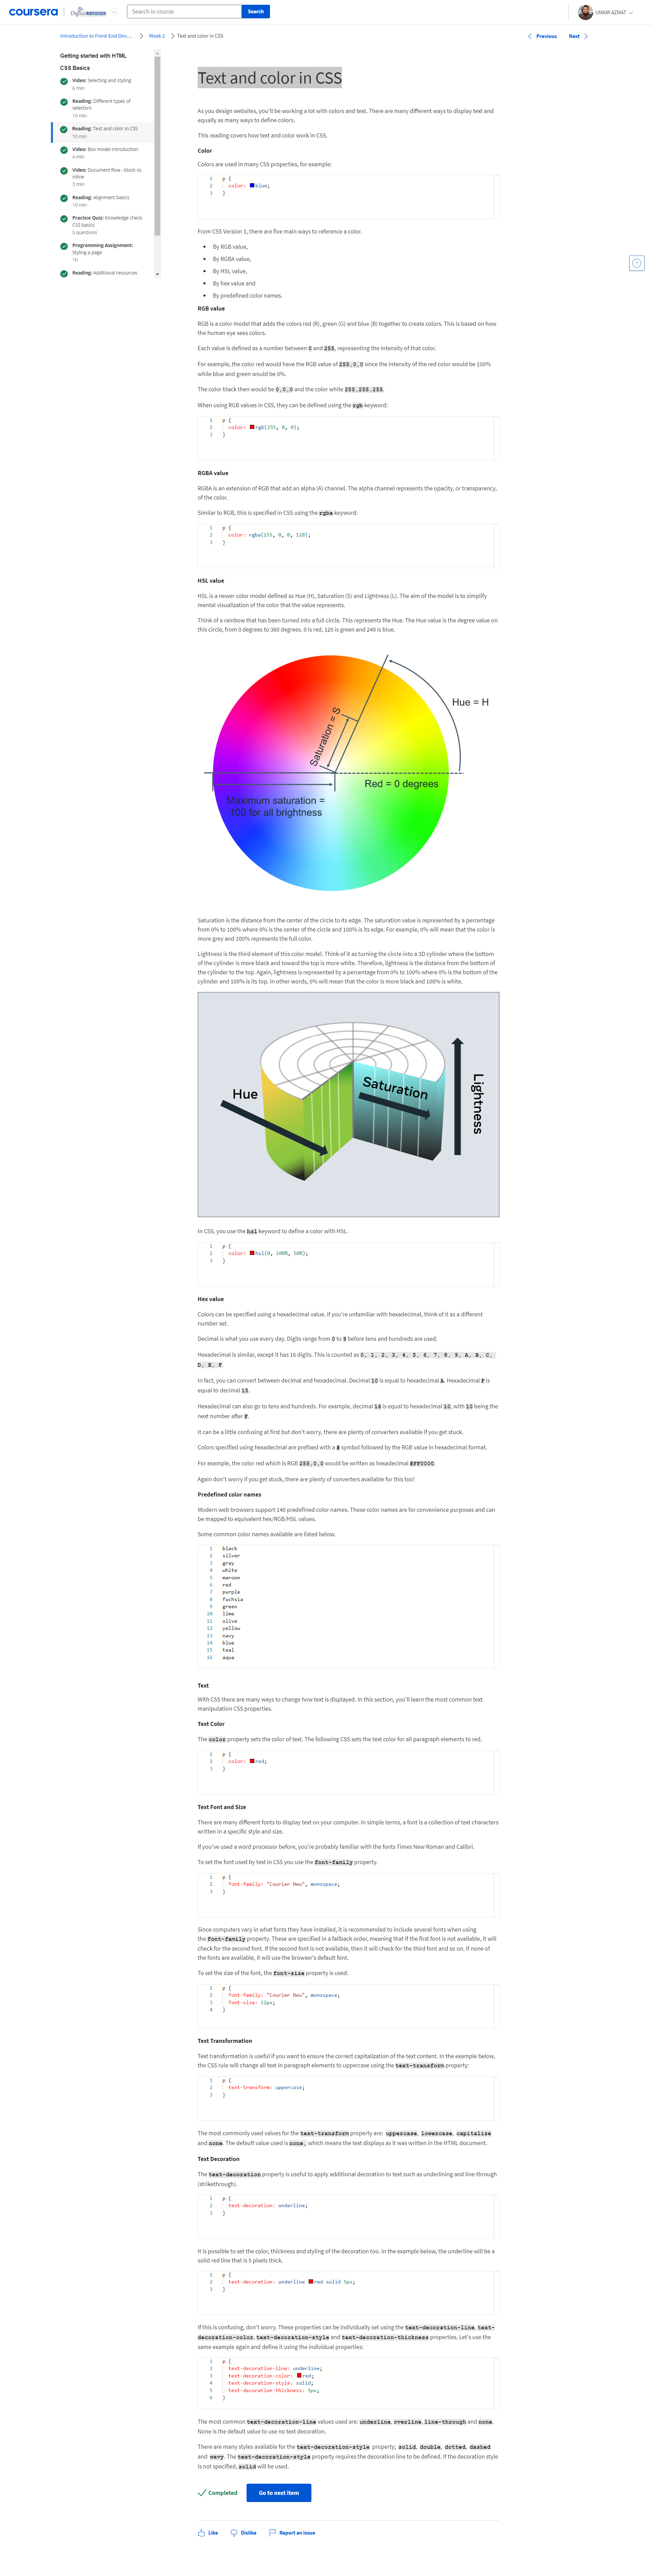 coursera
Digital
Search in course
Search
UMAIR AZMAT
Introduction to Front-End Dev...
Week 2
Text and color in CSS
Previous
Next
Getting started with HTML
CSS Basics
Video: Selecting and styling
6 min
Reading: Different types of
selectors
10 min
Reading: Text and color in CSS
10 min
Video: Box model introduction
4 min
Video: Document flow - block vs.
inline
3 min
Reading: Alignment basics
10 min
Practice Quiz: Knowledge check:
CSS basics
5 questions
Programming Assignment:
Styling a page
1h
Reading: Additional resources
Text and color in CSS
As you design websites, you'll be working a lot with colors and text. There are many different ways to display text and
equally as many ways to define colors.
This reading covers how text and color work in CSS.
Color
Colors are used in many CSS properties, for example:
1 p {
2 color: blue;
3 }
From CSS Version 3, there are five main ways to reference a color.
• By RGB value,
• By RGBA value,
• By HSL value,
• By hex value and
• By predefined color names.
RGB value
RGB is a color model that adds the colors red (R), green (G) and blue (B) together to create colors. This is based on how
the human eye sees colors.
Each value is defined as a number between 0 and 255, representing the intensity of that color.
For example, the color red would have the RGB value of 255,0,0 since the intensity of the red color would be 100%
while blue and green would be 0%.
The color black then would be 0,0,0 and the color white 255,255,255.
When using RGB values in CSS, they can be defined using the rgb keyword:
1 p {
2 color: rgb(255, 0, 0);
3 }
RGBA value
RGBA is an extension of RGB that add an alpha (A) channel. The alpha channel represents the opacity, or transparency,
of the color.
Similar to RGB, this is specified in CSS using the rgba keyword:
1 p {
2 color: rgba(255, 0, 0, 128);
3 }
HSL value
HSL is a newer color model defined as Hue (H), Saturation (S) and Lightness (L). The aim of the model is to simplify
mental visualization of the color that the value represents.
Think of a rainbow that has been turned into a full circle. This represents the Hue. The Hue value is the degree value on
this circle, from 0 degrees to 360 degrees. 0 is red, 120 is green and 240 is blue.
Hue = H
Saturation = S
Red = 0 degrees
Maximum saturation =
100 for all brightness
Saturation is the distance from the center of the circle to its edge. The saturation value is represented by a percentage
from 0% to 100% where 0% is the center of the circle and 100% is its edge. For example, 0% will mean that the color is
more grey and 100% represents the full color.
Lightness is the third element of this color model. Think of it as turning the circle into a 3D cylinder where the bottom
of the cylinder is more black and toward the top is more white. Therefore, lightness is the distance from the bottom of
the cylinder to the top. Again, lightness is represented by a percentage from 0% to 100% where 0% is the bottom of the
cylinder and 100% is its top. In other words, 0% will mean that the color is more black and 100% is white.
Hue
Saturation
Lightness
In CSS, you use the hsl keyword to define a color with HSL.
1 p {
2 color: hsl(0, 100%, 50%);
3 }
Hex value
Colors can be specified using a hexadecimal value. If you're unfamiliar with hexadecimal, think of it as a different
number set.
Decimal is what you use every day. Digits range from 0 to 9 before tens and hundreds are used.
Hexadecimal is similar, except it has 16 digits. This is counted as 0, 1, 2, 3, 4, 5, 6, 7, 8, 9, A, B, C,
D, E, F.
In fact, you can convert between decimal and hexadecimal. Decimal 10 is equal to hexadecimal A. Hexadecimal F is
equal to decimal 15.
Hexadecimal can also go to tens and hundreds. For example, decimal 16 is equal to hexadecimal 10, with 10 being the
next number after F.
It can be a little confusing at first but don't worry, there are plenty of converters available if you get stuck.
Colors specified using hexadecimal are prefixed with a # symbol followed by the RGB value in hexadecimal format.
For example, the color red which is RGB 255,0,0 would be written as hexadecimal #FF0000.
Again don't worry if you get stuck, there are plenty of converters available for this too!
Predefined color names
Modern web browsers support 140 predefined color names. These color names are for convenience purposes and can
be mapped to equivalent hex/RGB/HSL values.
Some common color names available are listed below.
1 black
2 silver
3 gray
4 white
5 maroon
6 red
7 purple
8 fuchsia
9 green
10 lime
11 olive
12 yellow
13 navy
14 blue
15 teal
16 aqua
Text
With CSS there are many ways to change how text is displayed. In this section, you'll learn the most common text
manipulation CSS properties.
Text Color
The color property sets the color of text. The following CSS sets the text color for all paragraph elements to red.
1 p {
2 color: red;
3 }
Text Font and Size
There are many different fonts to display text on your computer. In simple terms, a font is a collection of text characters
written in a specific style and size.
If you've used a word processor before, you're probably familiar with the fonts Times New Roman and Calibri.
To set the font used by text in CSS you use the font-family property.
1 p {
2 font-family: "Courier New", monospace;
3 }
Since computers vary in what fonts they have installed, it is recommended to include several fonts when using
the font-family property. These are specified in a fallback order, meaning that if the first font is not available, it will
check for the second font. If the second font is not available, then it will check for the third font and so on. If none of
the fonts are available, it will use the browser's default font.
To set the size of the font, the font-size property is used.
1 p {
2 font-family: "Courier New", monospace;
3 font-size: 12px;
4 }
Text Transformation
Text transformation is useful if you want to ensure the correct capitalization of the text content. In the example below,
the CSS rule will change all text in paragraph elements to uppercase using the text-transform property:
1 p {
2 text-transform: uppercase;
3 }
The most commonly used values for the text-transform property are: uppercase, lowercase, capitalize
and none. The default value used is none, which means the text displays as it was written in the HTML document.
Text Decoration
The text-decoration property is useful to apply additional decoration to text such as underlining and line-through
(strikethrough).
1 p {
2 text-decoration: underline;
3 }
It is possible to set the color, thickness and styling of the decoration too. In the example below, the underline will be a
solid red line that is 5 pixels thick.
1 p {
2 text-decoration: underline red solid 5px;
3 }
If this is confusing, don't worry. These properties can be individually set using the text-decoration-line, text-
decoration-color, text-decoration-style and text-decoration-thickness properties. Let's use the
same example again and define it using the individual properties:
1 p {
2 text-decoration-line: underline;
3 text-decoration-color: red;
4 text-decoration-style: solid;
5 text-decoration-thickness: 5px;
6 }
The most common text-decoration-line values used are: underline, overline, line-through and none.
None is the default value to use no text decoration.
There are many styles available for the text-decoration-style property; solid, double, dotted, dashed
and wavy. The text-decoration-style property requires the decoration line to be defined. If the decoration style
is not specified, solid will be used.
Completed
Go to next item
Like
Dislike
Report an issue